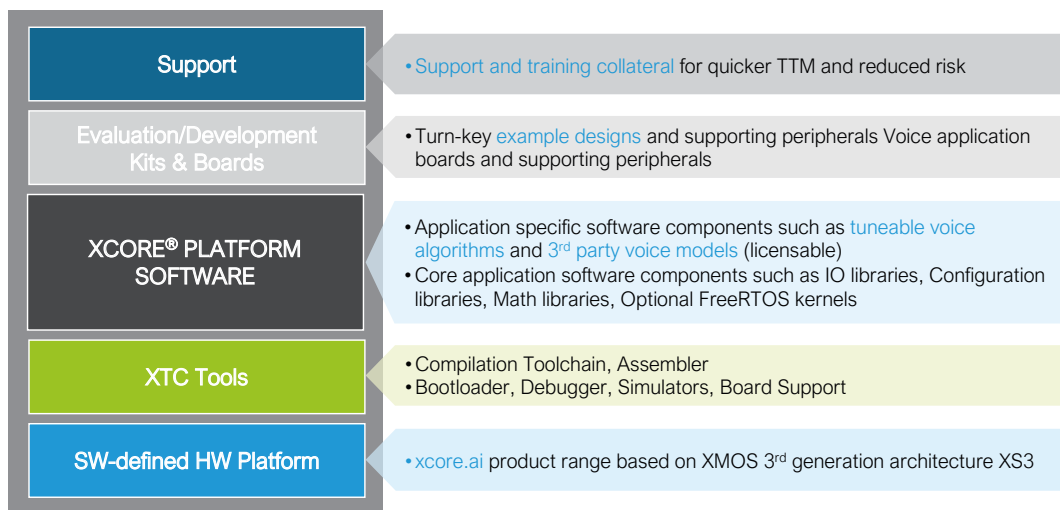 Support
• Support and training collateral for quicker TTM and reduced risk
Evaluation/Development
Kits & Boards
• Turn-key example designs and supporting peripherals Voice application
boards and supporting peripherals
XCORE® PLATFORM
SOFTWARE
• Application specific software components such as tuneable voice
algorithms and 3rd party voice models (licensable)
• Core application software components such as IO libraries, Configuration
libraries, Math libraries, Optional FreeRTOS kernels
XTC Tools
• Compilation Toolchain, Assembler
• Bootloader, Debugger, Simulators, Board Support
SW-defined HW Platform
• xcore.ai product range based on XMOS 3rd generation architecture XS3